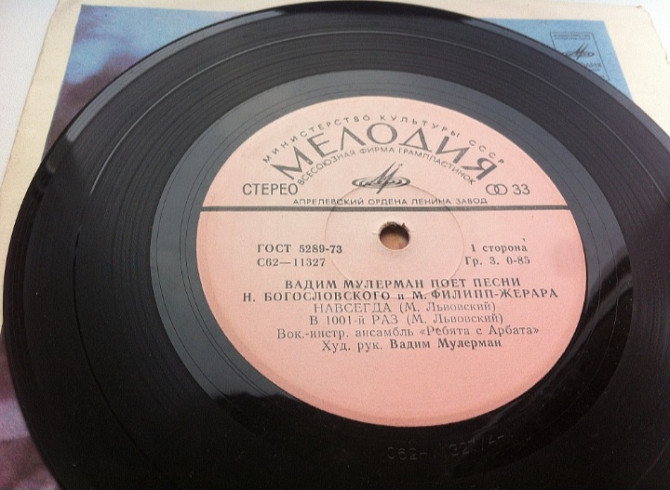 МИНИСТЕРСТВО КУЛЬТУРЫ СССР
МЕЛОДИЯ
ВСЕСОЮЗНАЯ ФИРМА ГРАМПЛАСТИНОК
СТЕРЕО 33
АПРЕЛЕВСКИЙ ОРДЕНА ЛЕНИНА ЗАВОД
ГОСТ 5289-73 1 сторона
С62—11327 Гр. 3. 0-85
ВАДИМ МУЛЕРМАН ПОЕТ ПЕСНИ
Н. БОГОСЛОВСКОГО и М. ФИЛИПП-ЖЕРАРА
НАВСЕГДА (М. Львовский)
В 1001-й РАЗ (М. Львовский)
Вок.-инстр. ансамбль «Ребята с Арбата»
Худ. рук. Вадим Мулерман